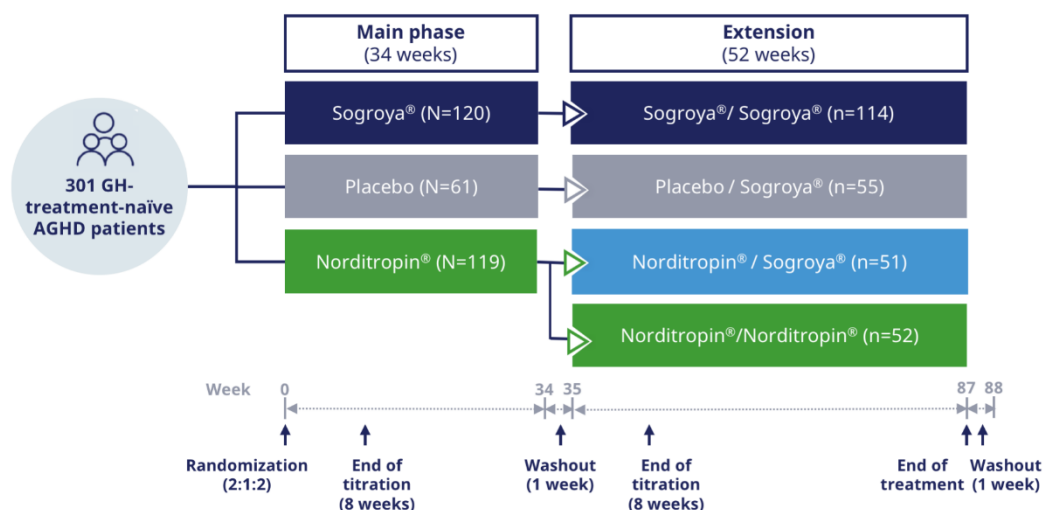 Main phase
(34 weeks)
Extension
(52 weeks)
301 GH-
treatment-naïve
AGHD patients
Sogroya® (N=120)
Sogroya®/ Sogroya® (n=114)
Placebo (N=61)
Placebo / Sogroya® (n=55)
Norditropin® (N=119)
Norditropin® / Sogroya® (n=51)
Norditropin®/Norditropin® (n=52)
Week 0 34 35 87 88
Randomization
(2:1:2)
End of
titration
(8 weeks)
Washout
(1 week)
End of
titration
(8 weeks)
End of
treatment
Washout
(1 week)